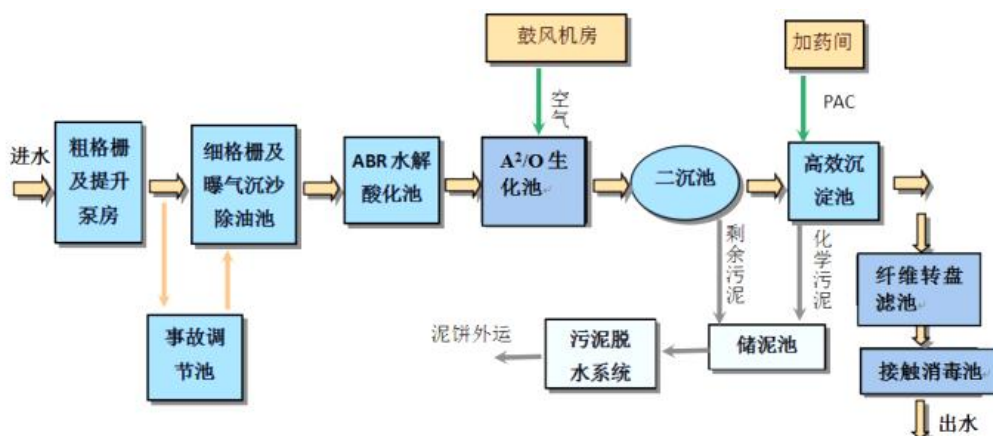 鼓风机房
加药间
空气
PAC
进水
粗格栅
及提升
泵房
细格栅及
曝气沉沙
除油池
ABR 水解
酸化池
A²/O 生
化池
二沉池
高效沉
淀池
剩余污泥
化学污泥
纤维转盘
滤池
事故调
节池
泥饼外运
污泥脱
水系统
储泥池
接触消毒池
出水